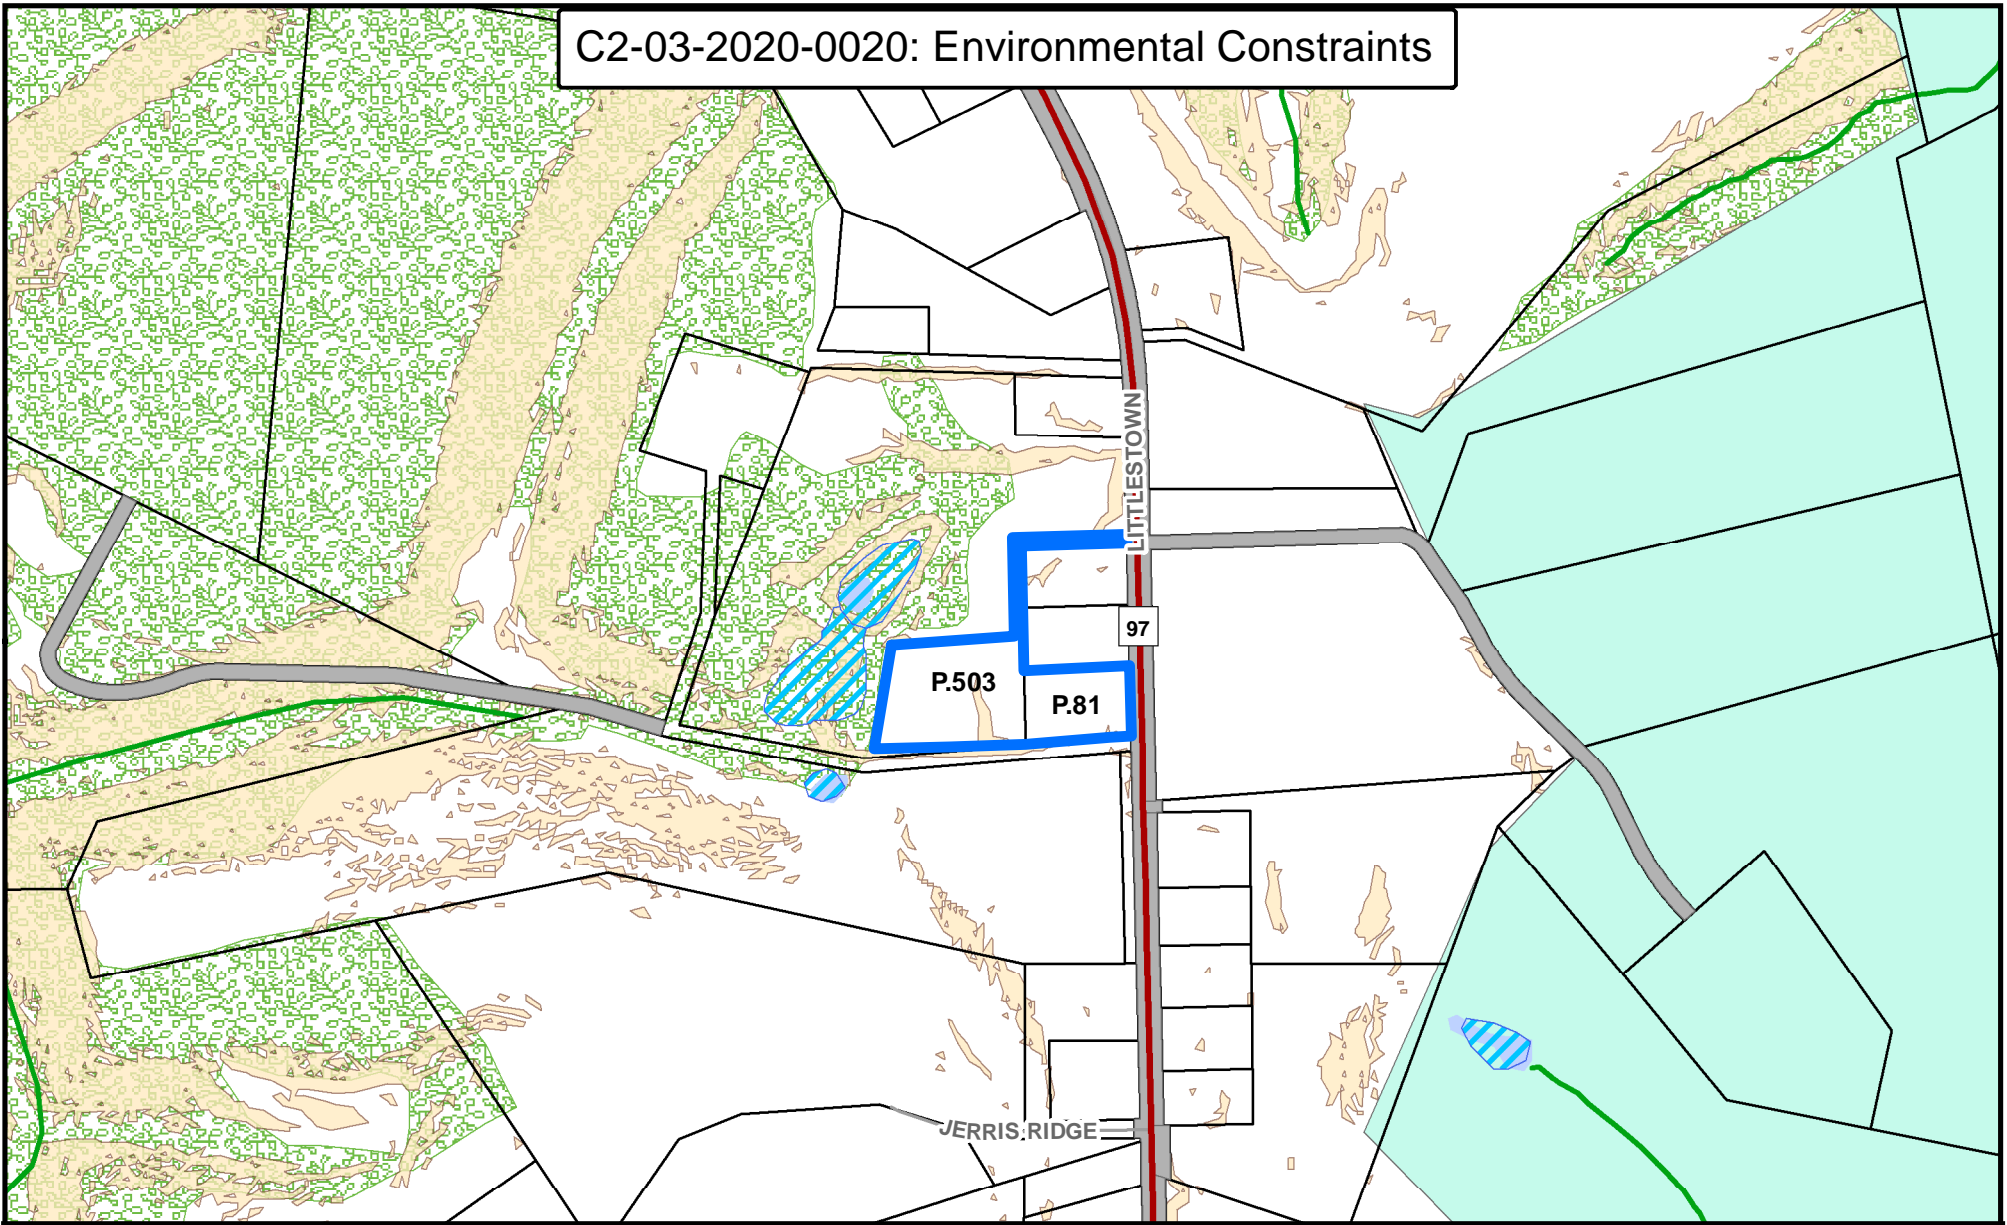 C2-03-2020-0020: Environmental Constraints
LITTLESTOWN
97
P.503
P.81
JERRIS RIDGE